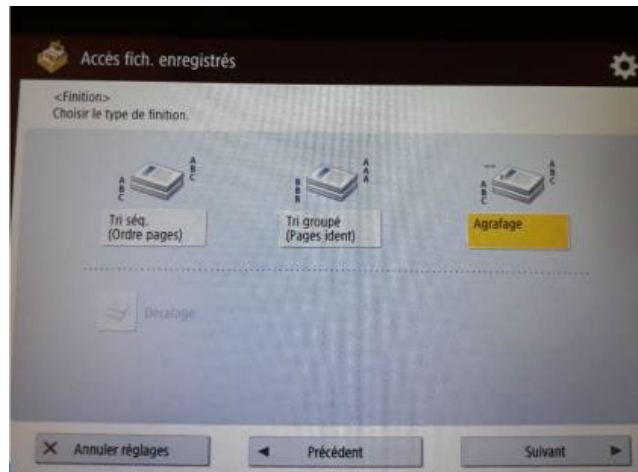 Accès fich. enregistrés
<Finition>
Choisir le type de finition.
A
B
C
A
B
C
B
B
B
A
A
A
A
B
C
A
B
C
Tri séq.
(Ordre pages)
Tri groupé
(Pages ident)
Agrafage
Décalage
Annuler réglages
Précédent
Suivant